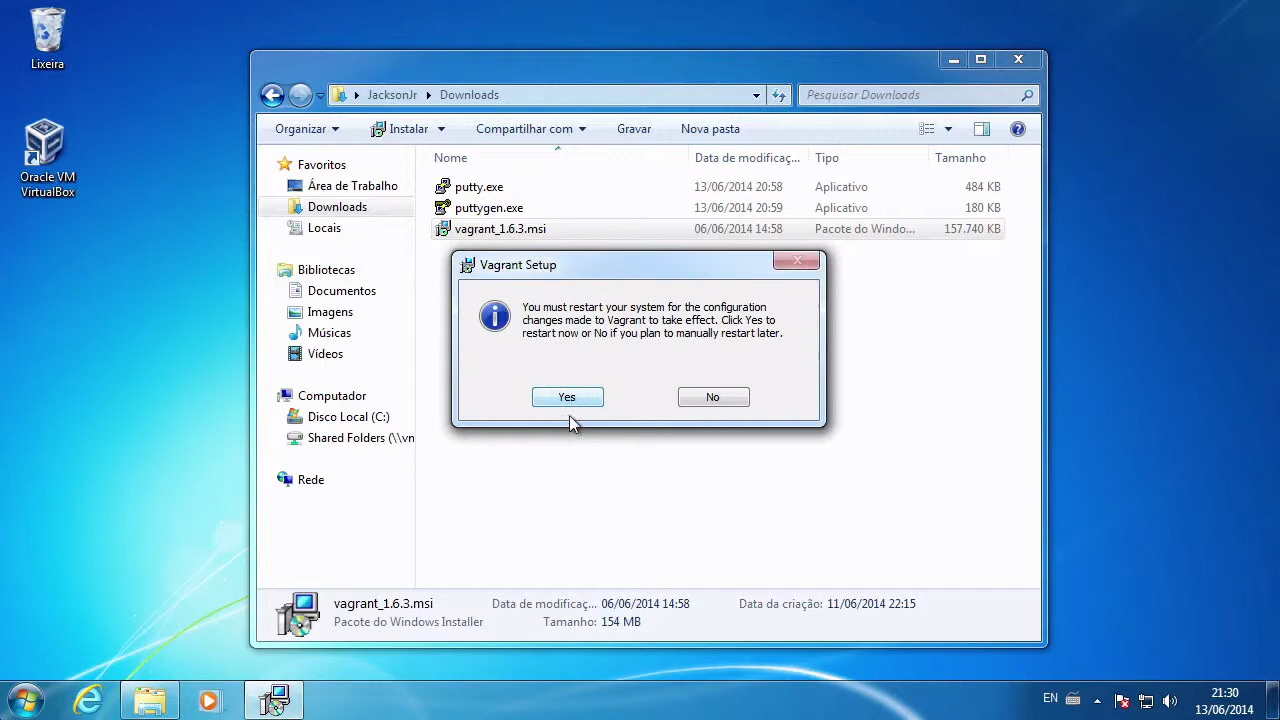 Lixeira
Oracle VM
VirtualBox
JacksonJr
Downloads
Pesquisar Downloads
Organizar
Instalar
Compartilhar com
Gravar
Nova pasta
Favoritos
Área de Trabalho
Downloads
Locais
Bibliotecas
Documentos
Imagens
Músicas
Vídeos
Computador
Disco Local (C:)
Shared Folders (\\vn
Rede
Nome
Data de modificaç...
Tipo
Tamanho
putty.exe
13/06/2014 20:58
Aplicativo
484 KB
puttygen.exe
13/06/2014 20:59
Aplicativo
180 KB
vagrant_1.6.3.msi
06/06/2014 14:58
Pacote do Windo...
157.740 KB
Vagrant Setup
You must restart your system for the configuration
changes made to Vagrant to take effect. Click Yes to
restart now or No if you plan to manually restart later.
Yes
No
vagrant_1.6.3.msi
Data de modificaç... 06/06/2014 14:58
Data da criação: 11/06/2014 22:15
Pacote do Windows Installer
Tamanho: 154 MB
EN
21:30
13/06/2014